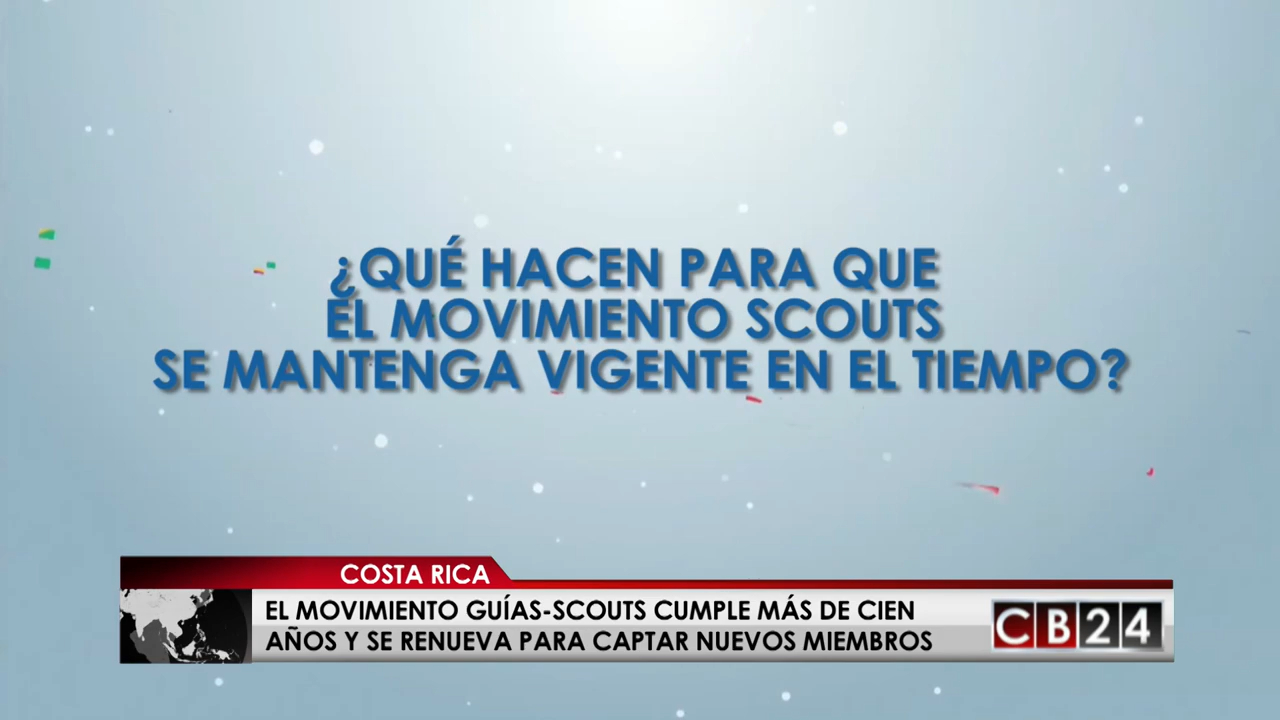 ¿QUÉ HACEN PARA QUE
EL MOVIMIENTO SCOUTS
SE MANTENGA VIGENTE EN EL TIEMPO?
COSTA RICA
EL MOVIMIENTO GUÍAS-SCOUTS CUMPLE MÁS DE CIEN
AÑOS Y SE RENUEVA PARA CAPTAR NUEVOS MIEMBROS
CB24